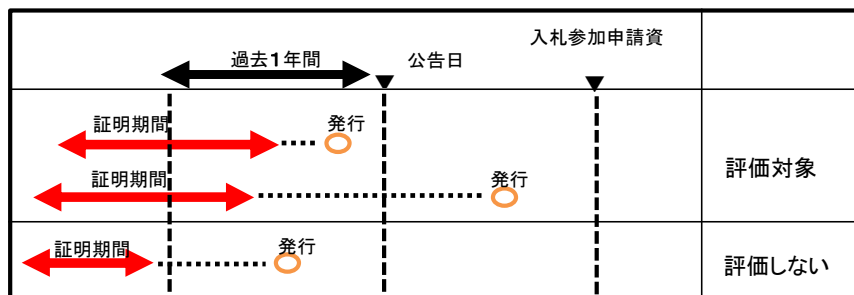 入札参加申請資
過去1年間
公告日
証明期間
発行
証明期間
発行
評価対象
証明期間
発行
評価しない